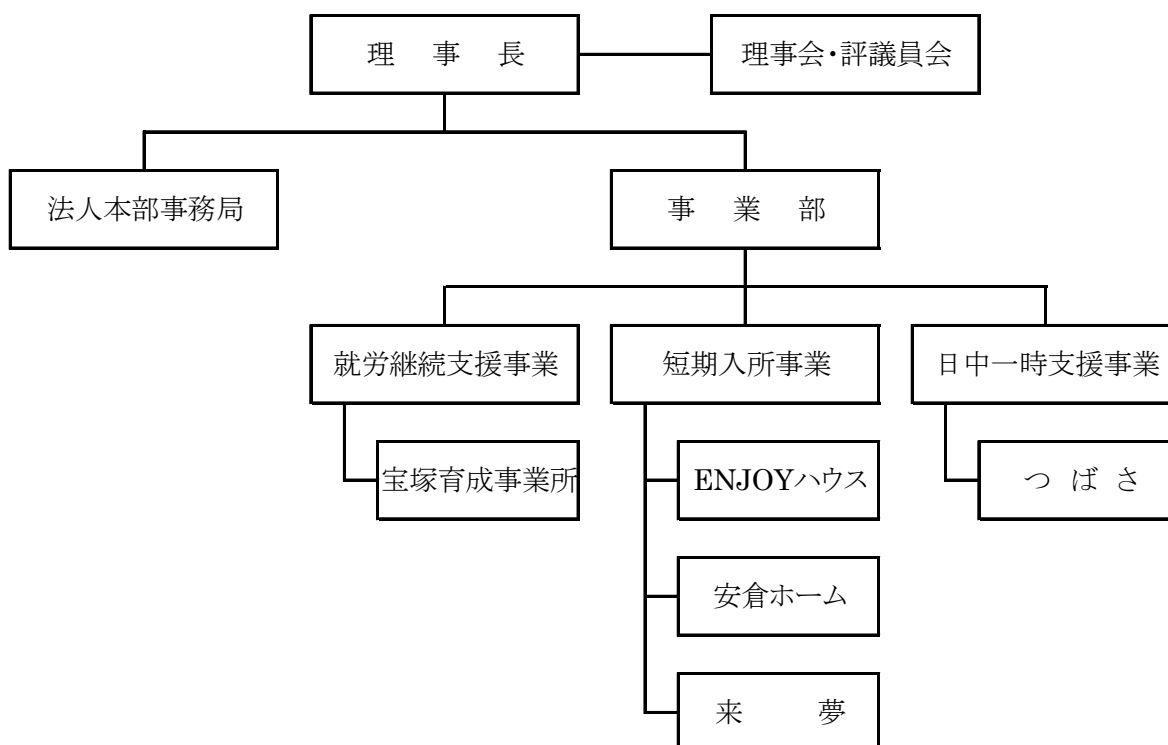 理事長
理事会・評議員会
法人本部事務局
事業部
就労継続支援事業
短期入所事業
日中一時支援事業
宝塚育成事業所
ENJOYハウス
つばさ
安倉ホーム
来夢